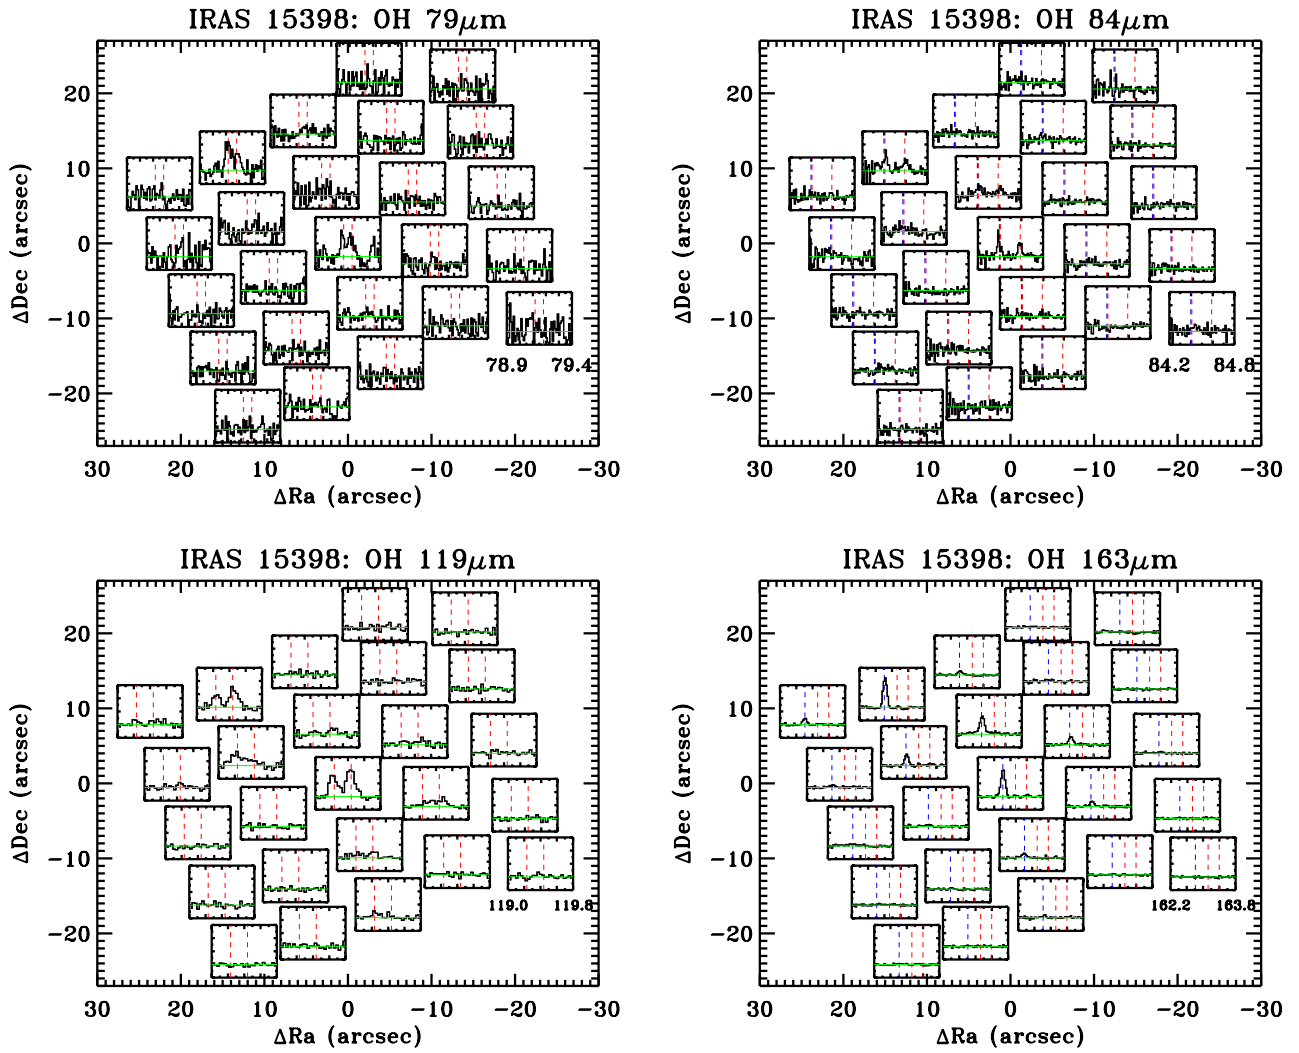 IRAS 15398: OH 79μm
IRAS 15398: OH 84μm
ΔDec (arcsec)
20
10
0
−10
−20
78.9 79.4
30 20 10 0 −10 −20 −30
ΔRa (arcsec)
ΔDec (arcsec)
20
10
0
−10
−20
84.2 84.8
30 20 10 0 −10 −20 −30
ΔRa (arcsec)
IRAS 15398: OH 119μm
IRAS 15398: OH 163μm
ΔDec (arcsec)
20
10
0
−10
−20
119.0 119.8
30 20 10 0 −10 −20 −30
ΔRa (arcsec)
ΔDec (arcsec)
20
10
0
−10
−20
162.2 163.8
30 20 10 0 −10 −20 −30
ΔRa (arcsec)